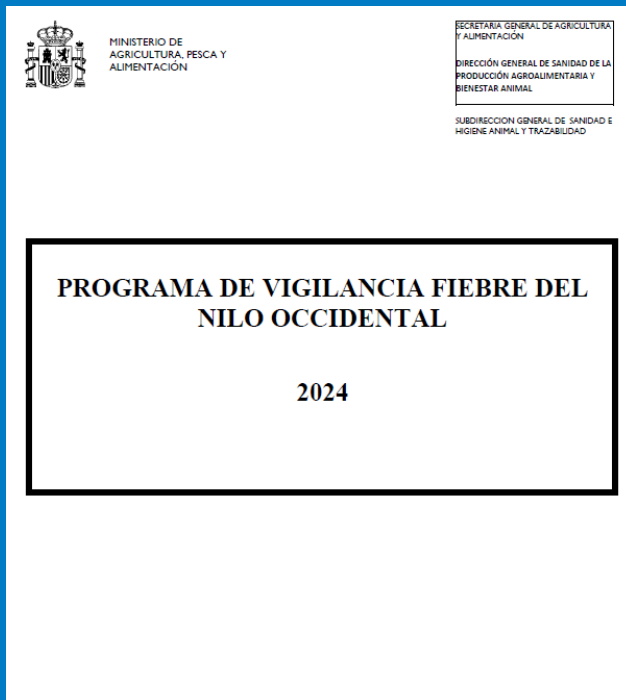 MINISTERIO DE
AGRICULTURA, PESCA Y
ALIMENTACIÓN
SECRETARIA GENERAL DE AGRICULTURA
Y ALIMENTACIÓN
DIRECCIÓN GENERAL DE SANIDAD DE LA
PRODUCCIÓN AGROALIMENTARIA Y
BIENESTAR ANIMAL
SUBDIRECCION GENERAL DE SANIDAD E
HIGIENE ANIMAL Y TRAZABILIDAD
PROGRAMA DE VIGILANCIA FIEBRE DEL
NILO OCCIDENTAL
2024